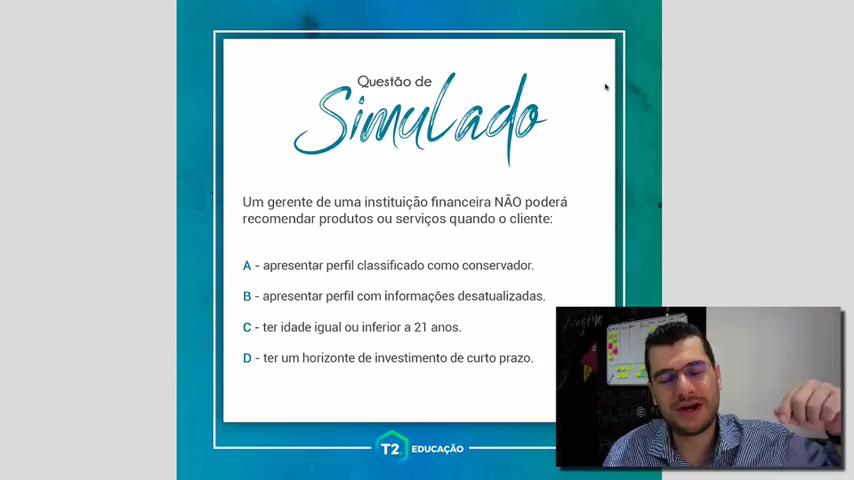 Questão de
Simulado
Um gerente de uma instituição financeira NÃO poderá
recomendar produtos ou serviços quando o cliente:
A - apresentar perfil classificado como conservador.
B - apresentar perfil com informações desatualizadas.
C - ter idade igual ou inferior a 21 anos.
D - ter um horizonte de investimento de curto prazo.
T2. EDUCAÇÃO